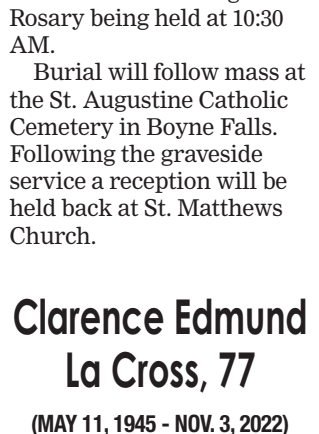 Rosary being held at 10:30
AM.
Burial will follow mass at
the St. Augustine Catholic
Cemetery in Boyne Falls.
Following the graveside
service a reception will be
held back at St. Matthews
Church.
Clarence Edmund
La Cross, 77
(MAY 11, 1945 - NOV. 3, 2022)